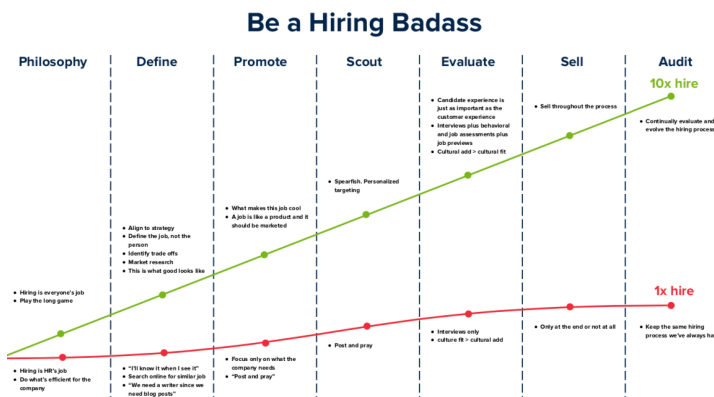 Be a Hiring Badass
Philosophy
Define
Promote
Scout
Evaluate
Sell
Audit
10x hire
• Hiring is everyone's job
• Play the long game
• Align to strategy
• Define the job, not the
person
• Identify trade offs
• Market research
• This is what good looks like
• What makes this job cool
• A job is like a product and it
should be marketed
• Spearfish. Personalized
targeting
• Candidate experience is
just as important as the
customer experience
• Interviews plus behavioral
and job assessments plus
job previews
• Cultural add > cultural fit
• Sell throughout the process
• Continually evaluate and
evolve the hiring process
1x hire
• Hiring is HR's job
• Do what's efficient for the
company
• "I'll know it when I see it"
• Search online for similar job
• "We need a writer since we
need blog posts"
• Focus only on what the
company needs
• "Post and pray"
• Post and pray
• Interviews only
• culture fit > cultural add
• Only at the end or not at all
• Keep the same hiring
process we've always ha